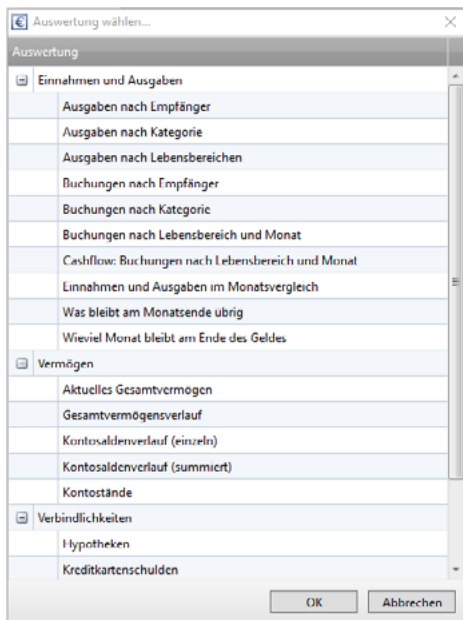 Auswertung wählen...
Auswertung
Einnahmen und Ausgaben
Ausgaben nach Empfänger
Ausgaben nach Kategorie
Ausgaben nach Lebensbereichen
Buchungen nach Empfänger
Buchungen nach Kategorie
Buchungen nach Lebensbereich und Monat
Cashflow: Buchungen nach Lebensbereich und Monat
Einnahmen und Ausgaben im Monatsvergleich
Was bleibt am Monatsende übrig
Wieviel Monat bleibt am Ende des Geldes
Vermögen
Aktuelles Gesamtvermögen
Gesamtvermögensverlauf
Kontosaldenverlauf (einzeln)
Kontosaldenverlauf (summiert)
Kontostände
Verbindlichkeiten
Hypotheken
Kreditkartenschulden
OK Abbrechen